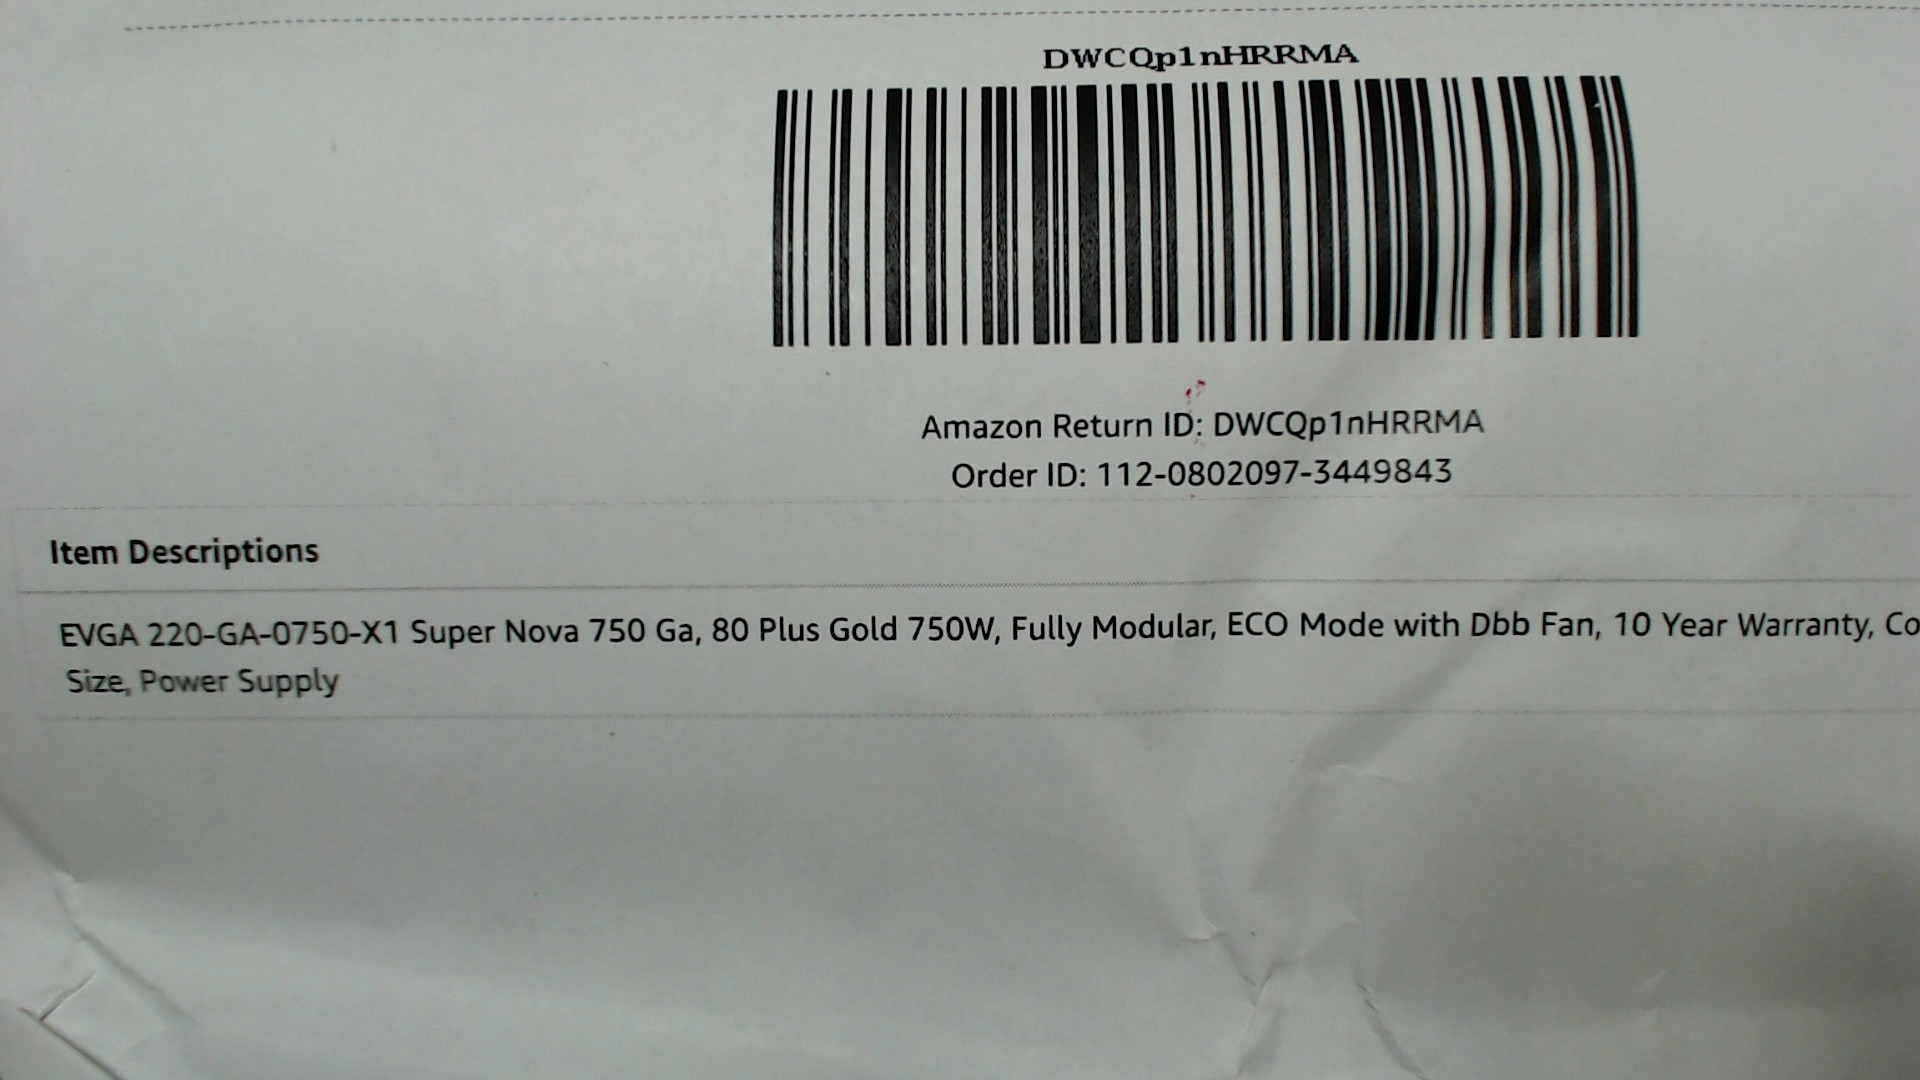 DWCQp1nHRRMA
Amazon Return ID: DWCQp1nHRRMA
Order ID: 112-0802097-3449843
Item Descriptions
EVGA 220-GA-0750-X1 Super Nova 750 Ga, 80 Plus Gold 750W, Fully Modular, ECO Mode with Dbb Fan, 10 Year Warranty, Co
Size, Power Supply